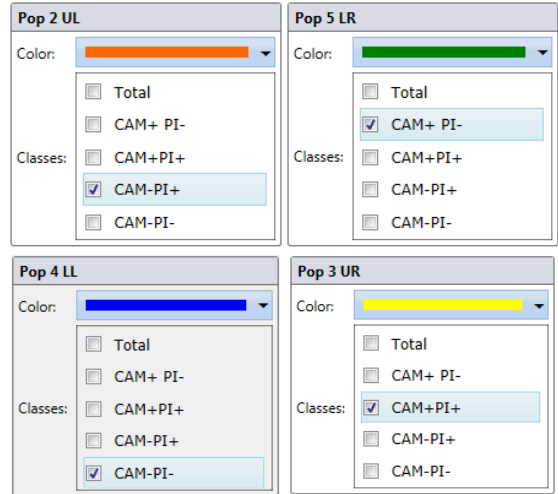 Pop 2 UL
Color:
Classes:
Total
CAM+ PI-
CAM+PI+
CAM-PI+
CAM-PI-
Pop 5 LR
Color:
Classes:
Total
CAM+ PI-
CAM+PI+
CAM-PI+
CAM-PI-
Pop 4 LL
Color:
Classes:
Total
CAM+ PI-
CAM+PI+
CAM-PI+
CAM-PI-
Pop 3 UR
Color:
Classes:
Total
CAM+ PI-
CAM+PI+
CAM-PI+
CAM-PI-